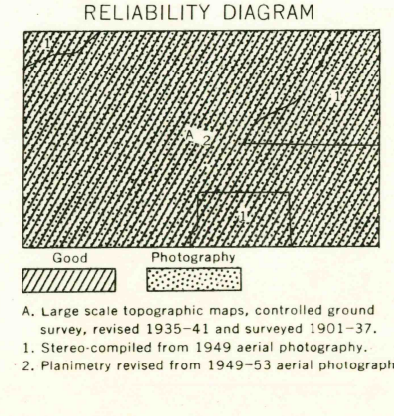 RELIABILITY DIAGRAM
1
1
A 2
1
Good Photography
A. Large scale topographic maps, controlled ground
survey, revised 1935-41 and surveyed 1901-37.
1. Stereo-compiled from 1949 aerial photography.
2. Planimetry revised from 1949-53 aerial photograph